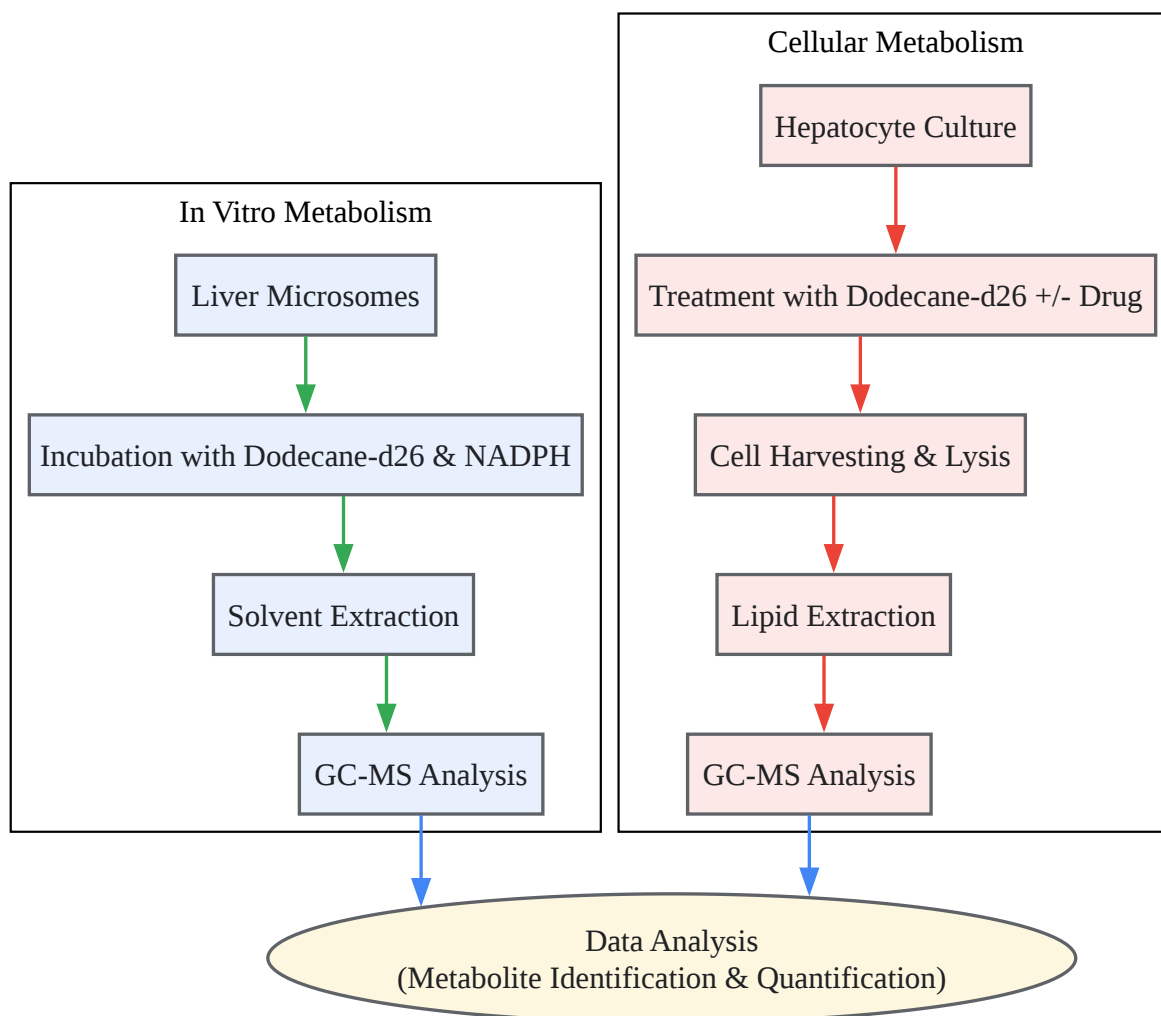 In Vitro Metabolism
Liver Microsomes
Incubation with Dodecane-d26 & NADPH
Solvent Extraction
GC-MS Analysis
Cellular Metabolism
Hepatocyte Culture
Treatment with Dodecane-d26 +/- Drug
Cell Harvesting & Lysis
Lipid Extraction
GC-MS Analysis
Data Analysis
(Metabolite Identification & Quantification)